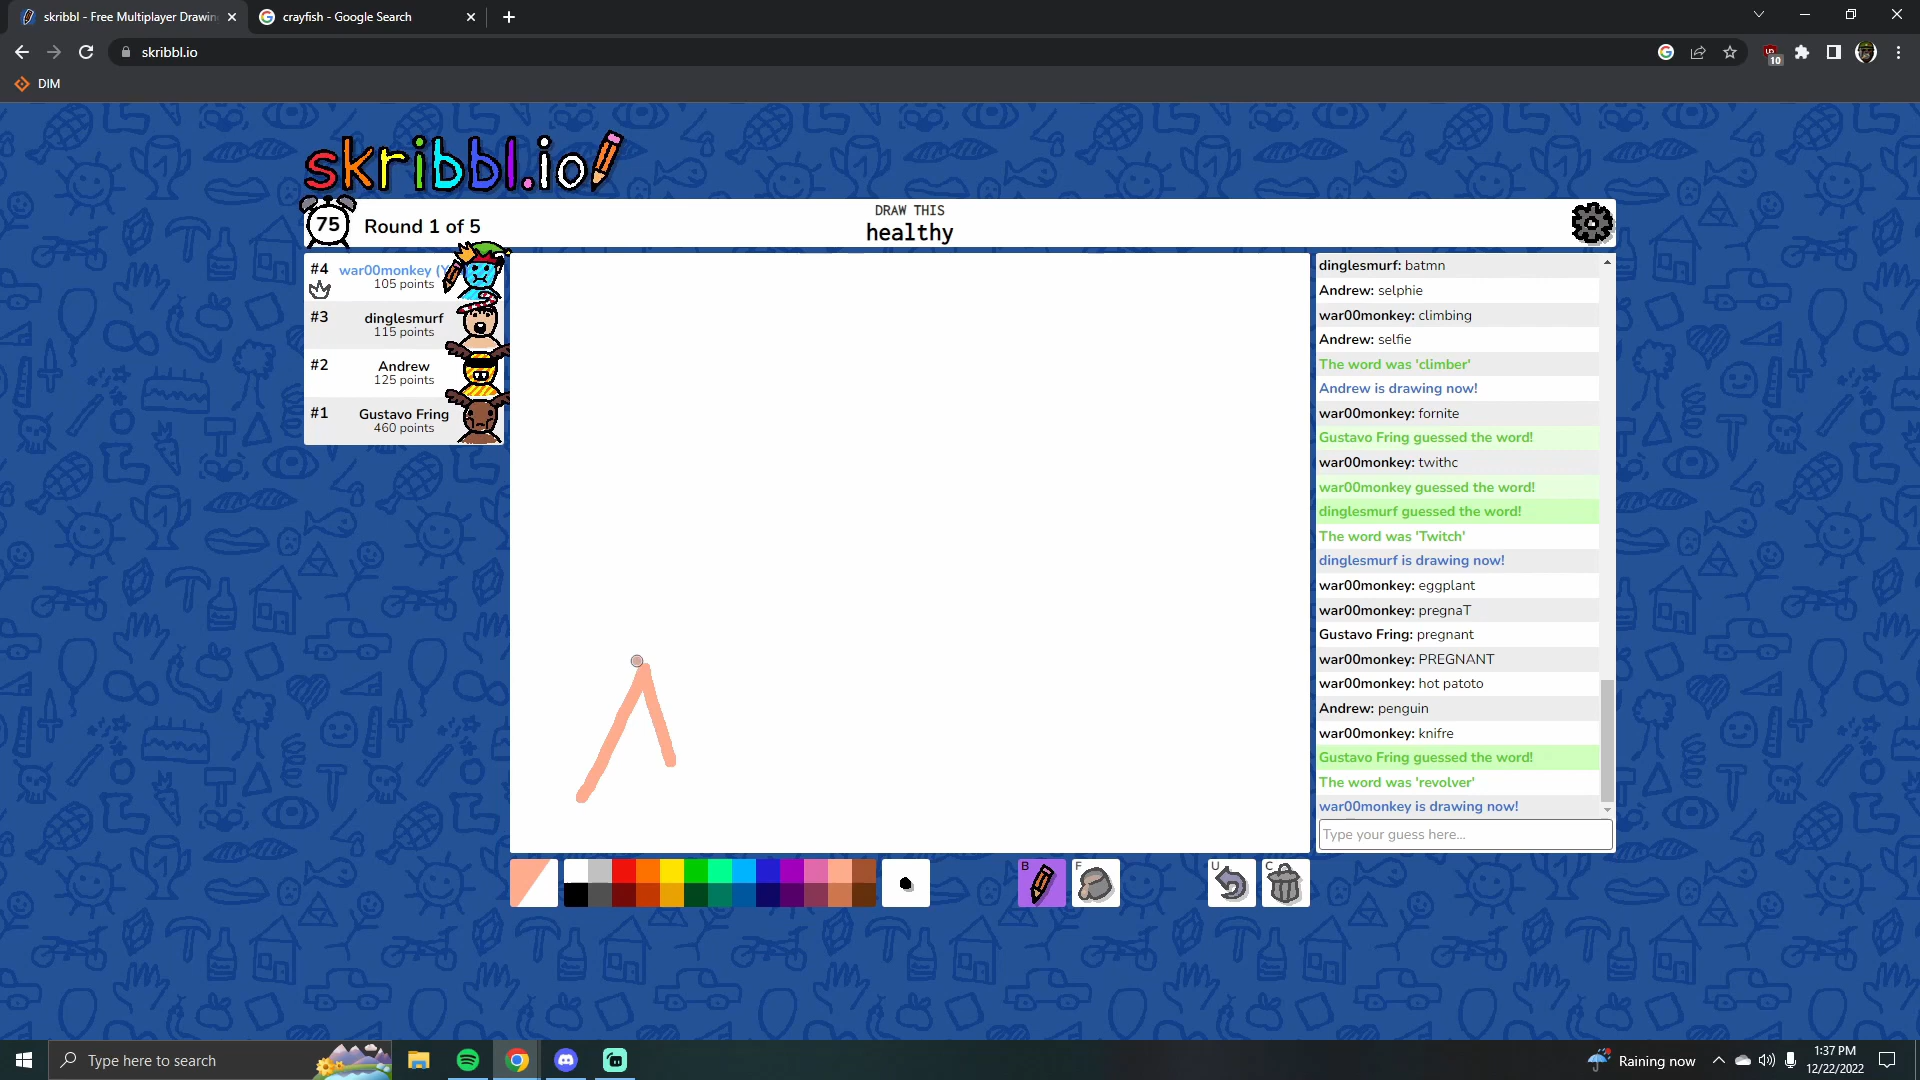 skribbl - Free Multiplayer Drawin
crayfish - Google Search
skribbl.io
10
DIM
skribbl.io
75
Round 1 of 5
DRAW THIS
healthy
#4 war00monkey (Y
105 points
#3 dinglesmurf
115 points
#2 Andrew
125 points
#1 Gustavo Fring
460 points
dinglesmurf: batmn
Andrew: selphie
war00monkey: climbing
Andrew: selfie
The word was 'climber'
Andrew is drawing now!
war00monkey: fornite
Gustavo Fring guessed the word!
war00monkey: twithc
war00monkey guessed the word!
dinglesmurf guessed the word!
The word was 'Twitch'
dinglesmurf is drawing now!
war00monkey: eggplant
war00monkey: pregnaT
Gustavo Fring: pregnant
war00monkey: PREGNANT
war00monkey: hot patoto
Andrew: penguin
war00monkey: knifre
Gustavo Fring guessed the word!
The word was 'revolver'
war00monkey is drawing now!
Type your guess here...
B
F
U
C
Type here to search
Raining now
1:37 PM
12/22/2022